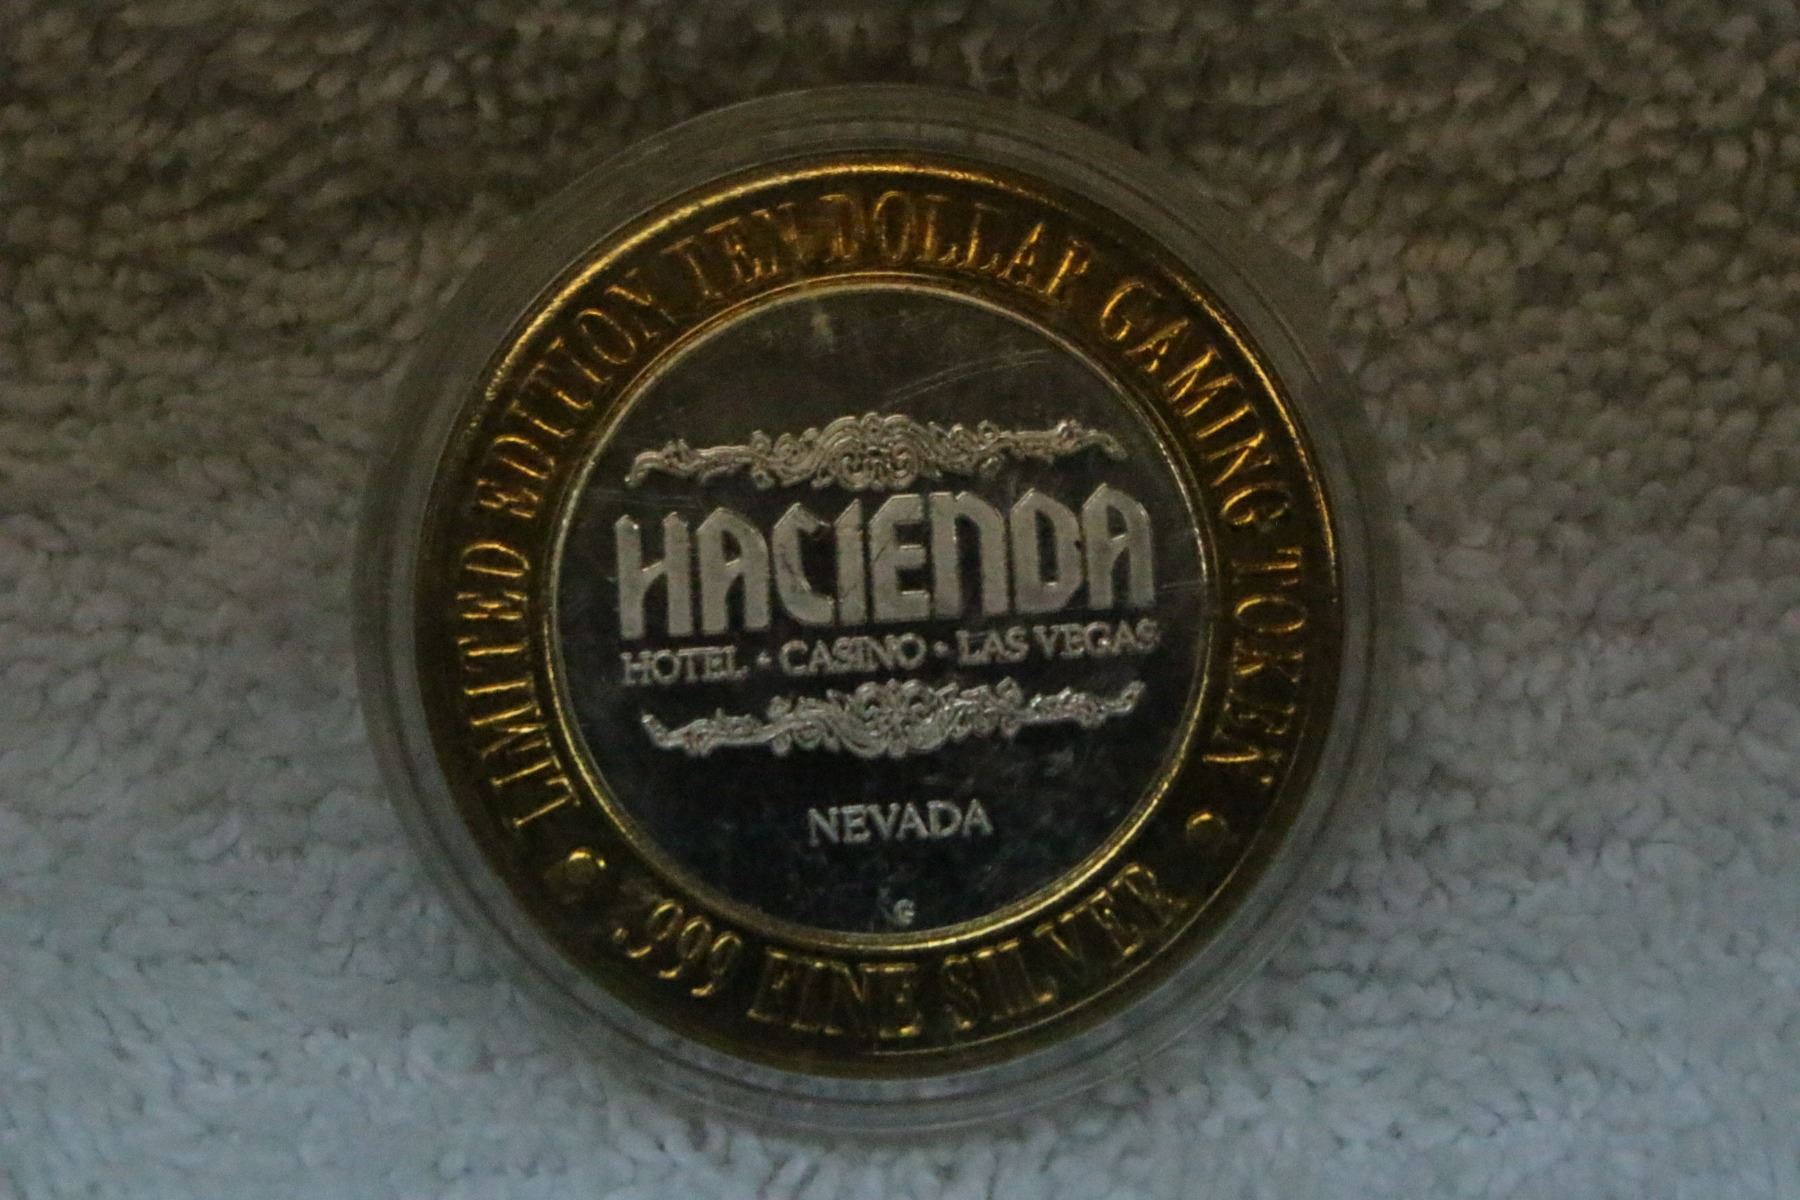 LIMITED EDITION TEN DOLLAR GAMING TOKEN
HACIENDA
HOTEL • CASINO • LAS VEGAS
NEVADA
G
• .999 FINE SILVER •